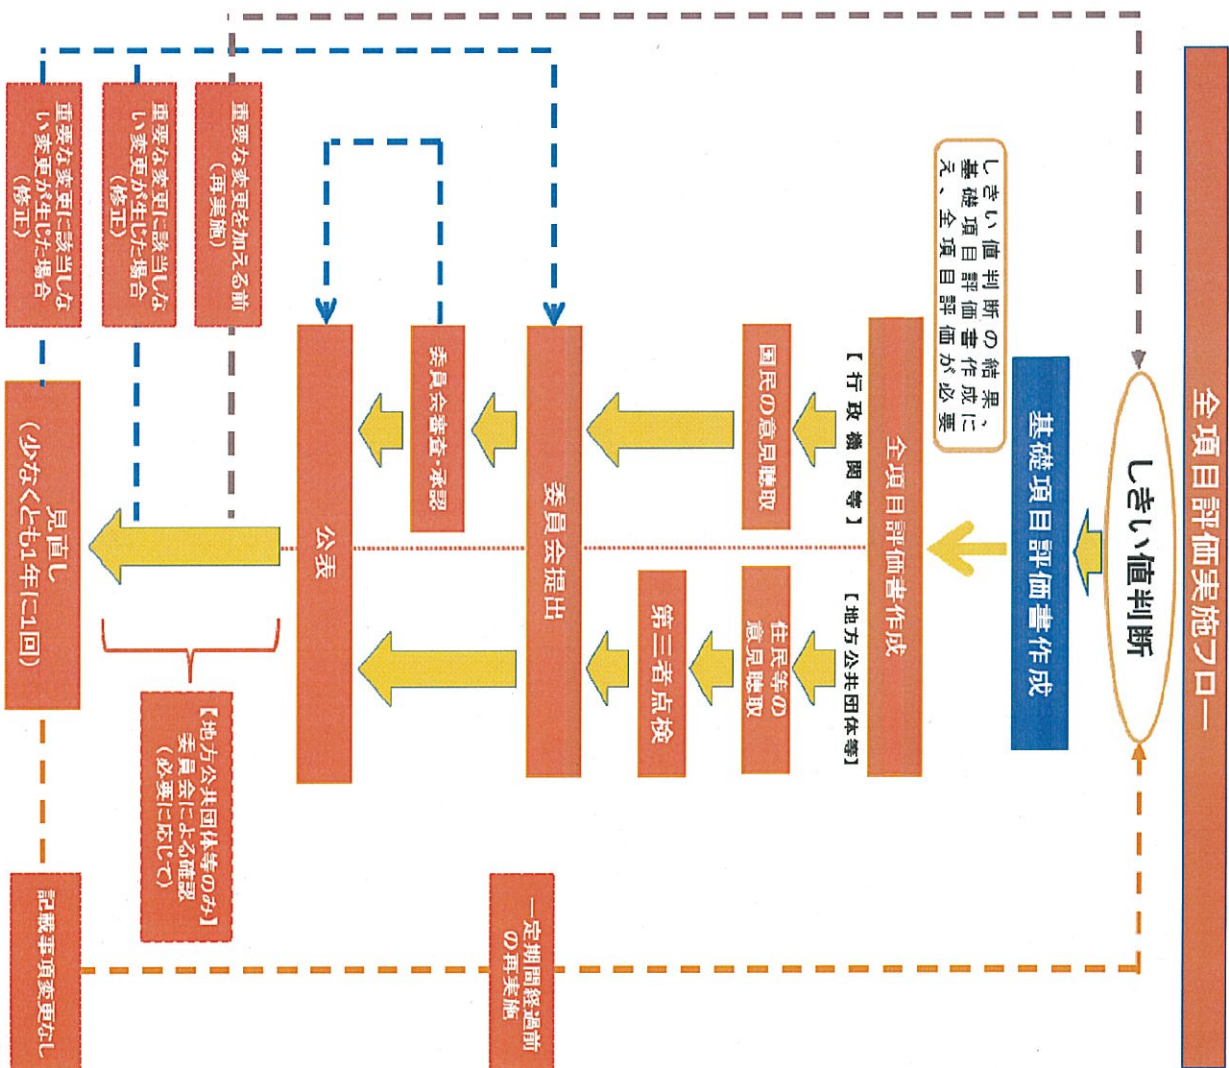 全項目評価実施フロー
しきい値判断
基礎項目評価書作成
しきい値判断の結果、
基礎項目評価書作成に
え、全項目評価が必要
全項目評価書作成
【行政機関等】
【地方公共団体等】
国民の意見聴取
住民等の
意見聴取
第三者点検
委員会提出
委員会審査・承認
公表
一定期間経過前
の再実施
重要な変更を加える前
（再実施）
重要な変更に該当しな
い変更が生じた場合
（修正）
重要な変更に該当しな
い変更が生じた場合
（修正）
【地方公共団体等のみ】
委員会による確認
（必要に応じて）
見直し
（少なくとも1年に1回）
記載事項変更なし